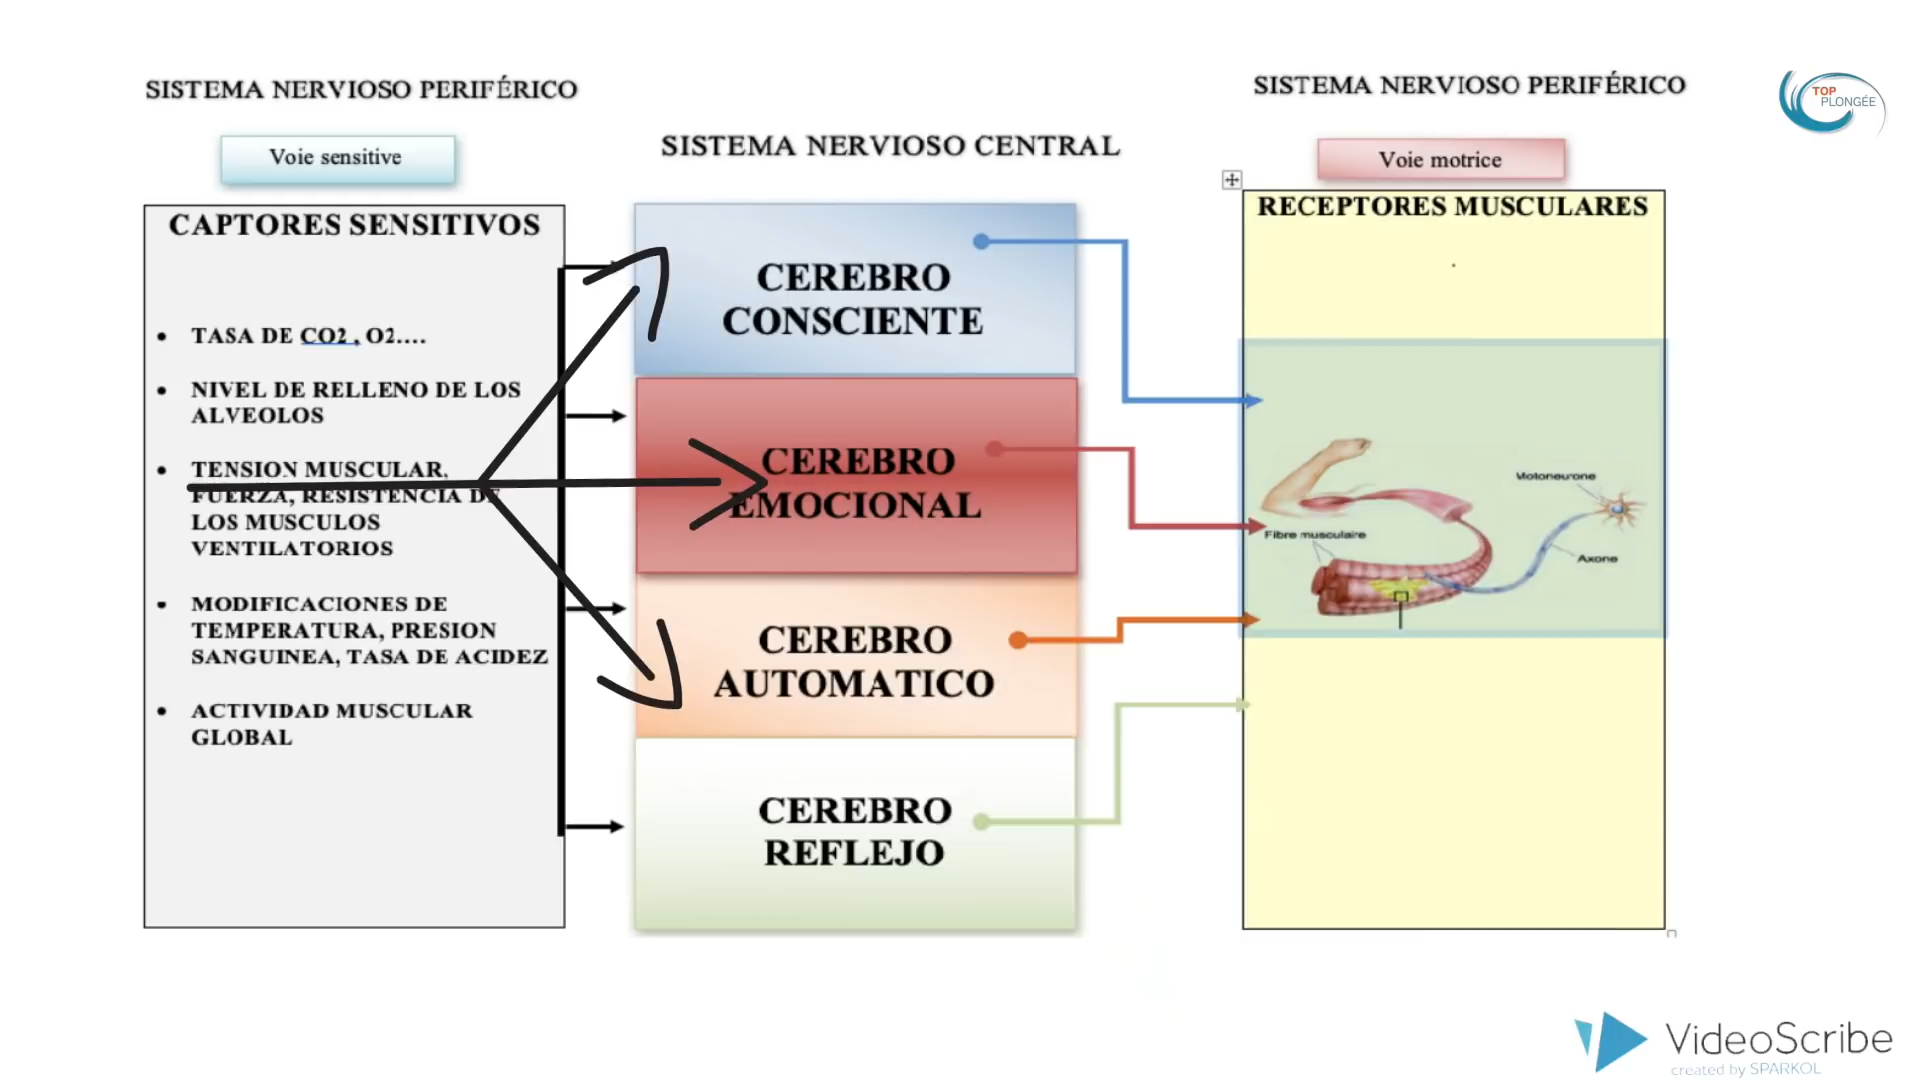 SISTEMA NERVIOSO PERIFÉRICO
Voie sensitive
CAPTORES SENSITIVOS
• TASA DE CO2 , O2....
• NIVEL DE RELLENO DE LOS
ALVEOLOS
• TENSION MUSCULAR,
FUERZA, RESISTENCIA DE
LOS MUSCULOS
VENTILATORIOS
• MODIFICACIONES DE
TEMPERATURA, PRESION
SANGUINEA, TASA DE ACIDEZ
• ACTIVIDAD MUSCULAR
GLOBAL
SISTEMA NERVIOSO CENTRAL
CEREBRO
CONSCIENTE
CEREBRO
EMOCIONAL
CEREBRO
AUTOMATICO
CEREBRO
REFLEJO
SISTEMA NERVIOSO PERIFÉRICO
Voie motrice
RECEPTORES MUSCULARES
Motoneurone
Fibre musculaire
Axone
TOP
PLONGÉE
VideoScribe
created by SPARKOL